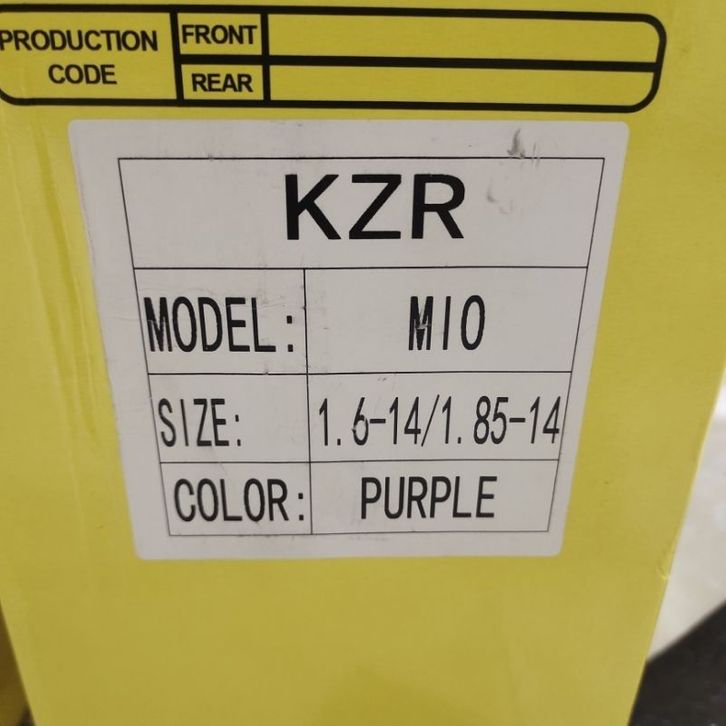 PRODUCTION CODE
FRONT
REAR
KZR
MODEL: MIO
SIZE: 1.6-14/1.85-14
COLOR: PURPLE